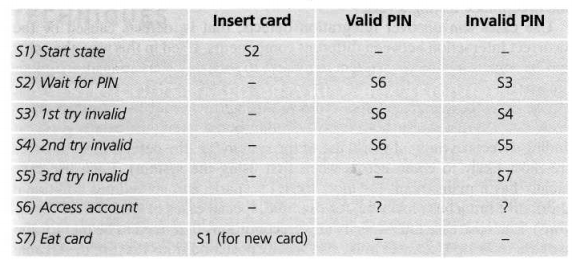 Insert card Valid PIN Invalid PIN
S1) Start state S2 – –
S2) Wait for PIN – S6 S3
S3) 1st try invalid – S6 S4
S4) 2nd try invalid – S6 S5
S5) 3rd try invalid – – S7
S6) Access account – ? ?
S7) Eat card S1 (for new card) – –